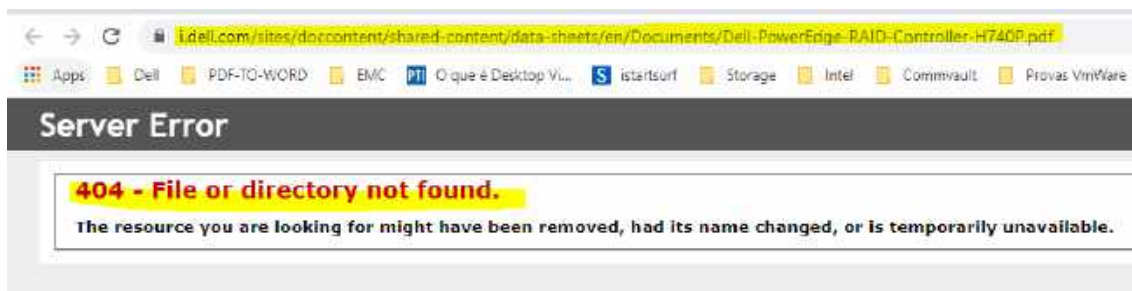 i.dell.com/sites/doccontent/shared-content/data-sheets/en/Documents/Dell-PowerEdge-RAID-Controller-H740P.pdf
Apps Dell PDF-TO-WORD EMC PTI O que é Desktop Vi... S istartsurf Storage Intel Commvault Provas VmWare
Server Error
404 - File or directory not found.
The resource you are looking for might have been removed, had its name changed, or is temporarily unavailable.